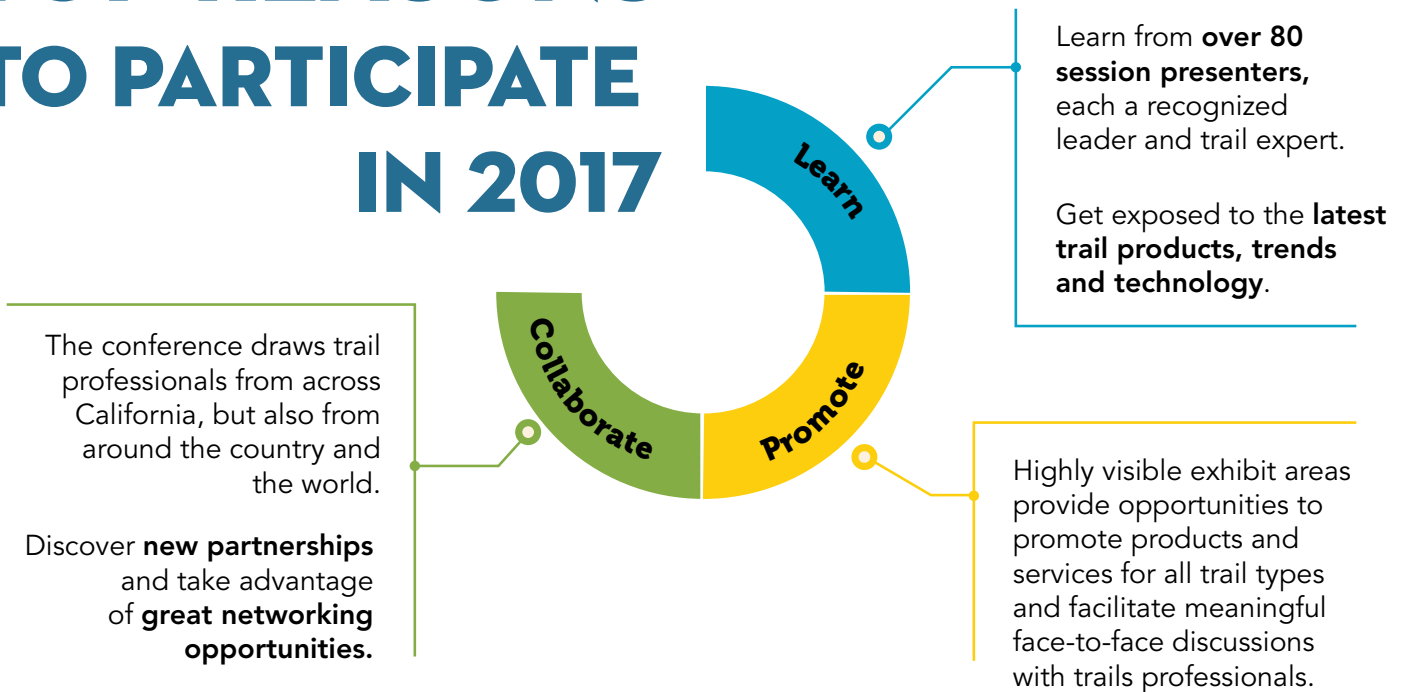 TO PARTICIPATE
IN 2017
Learn
Promote
Collaborate
Learn from over 80
session presenters,
each a recognized
leader and trail expert.
Get exposed to the latest
trail products, trends
and technology.
The conference draws trail
professionals from across
California, but also from
around the country and
the world.
Discover new partnerships
and take advantage
of great networking
opportunities.
Highly visible exhibit areas
provide opportunities to
promote products and
services for all trail types
and facilitate meaningful
face-to-face discussions
with trails professionals.